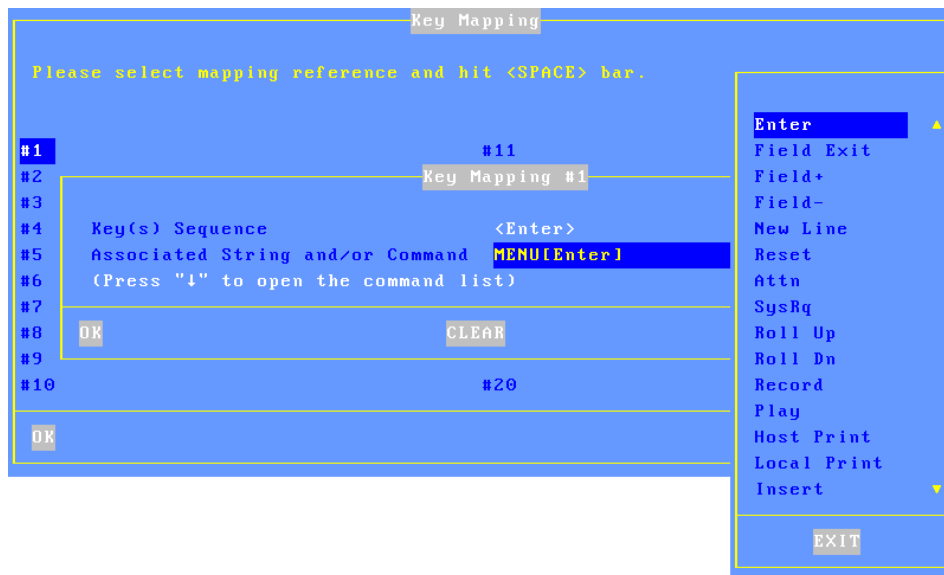 Key Mapping
Please select mapping reference and hit <SPACE> bar.
#1 #11
#2 Key Mapping #1
#3
#4 Key(s) Sequence <Enter>
#5 Associated String and/or Command MENU[Enter]
#6 (Press "↓" to open the command list)
#7
#8 OK CLEAR
#9
#10 #20
OK
Enter
Field Exit
Field+
Field-
New Line
Reset
Attn
SysRq
Roll Up
Roll Dn
Record
Play
Host Print
Local Print
Insert
EXIT